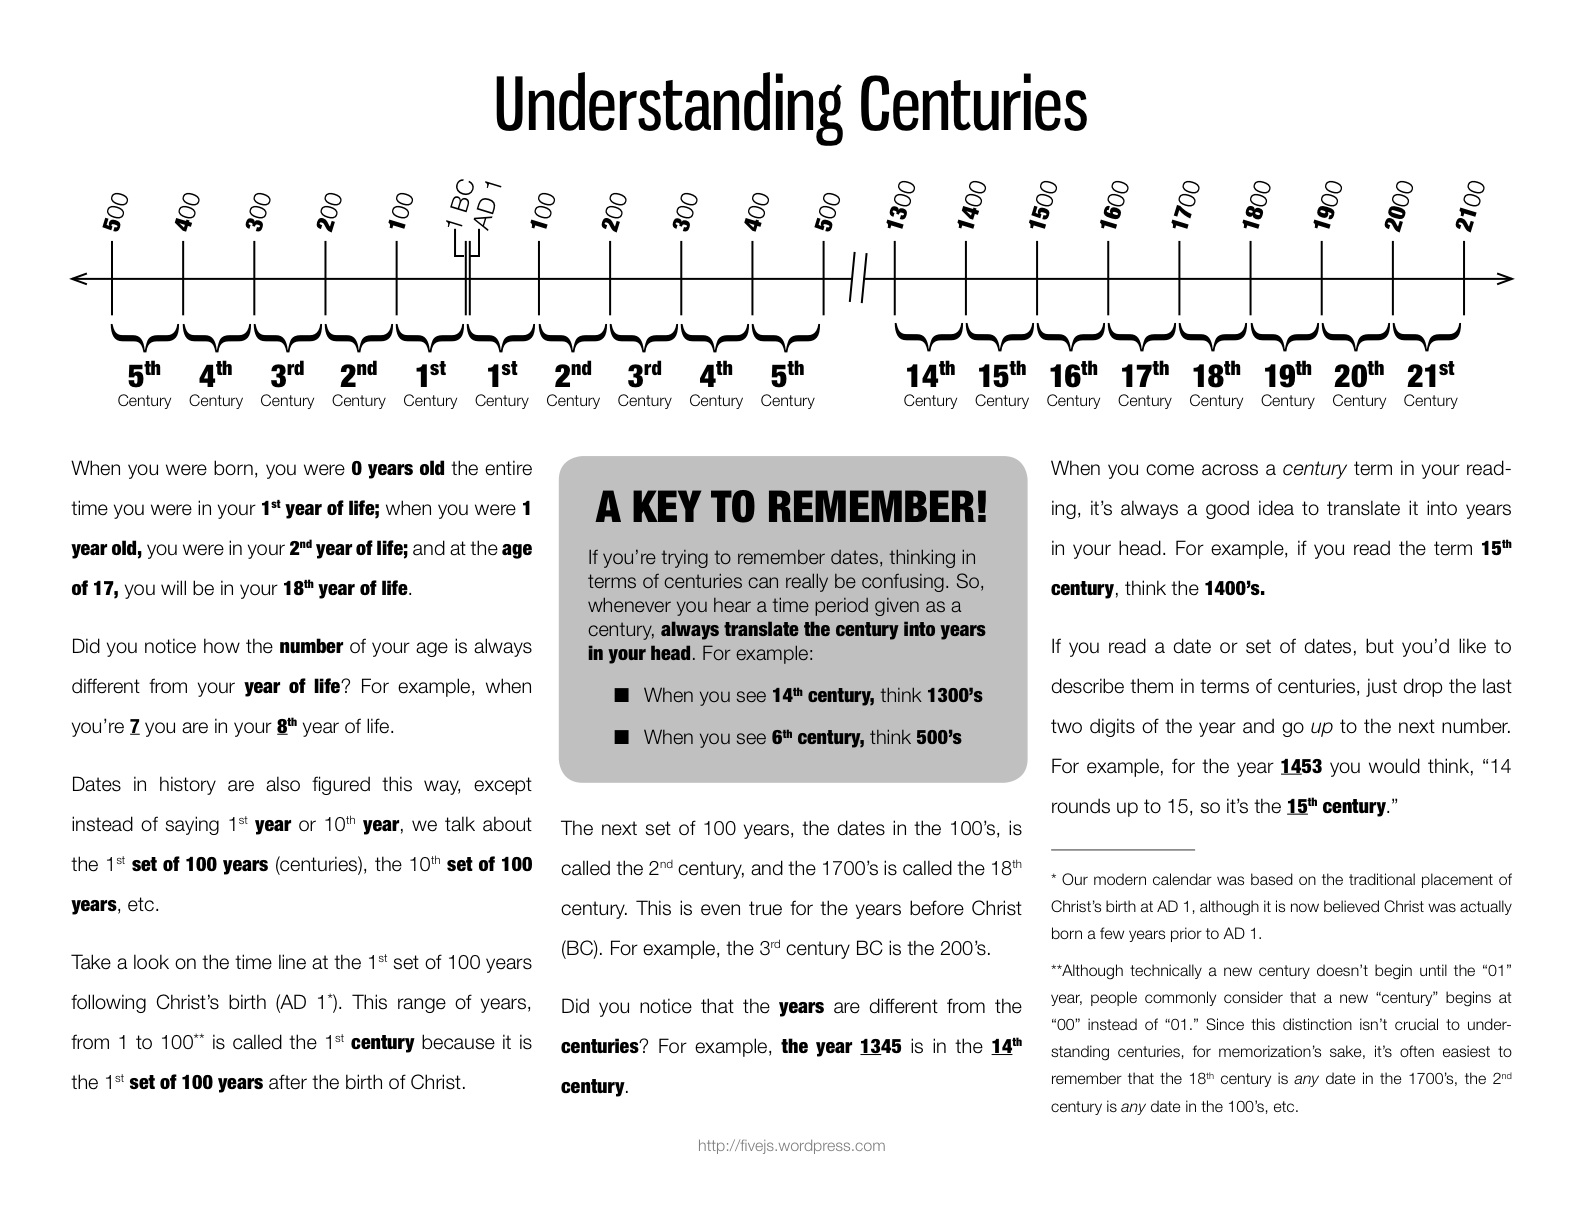 Understanding Centuries
500 400 300 200 100 1 BC AD 1 100 200 300 400 500 1300 1400 1500 1600 1700 1800 1900 2000 2100
5th 4th 3rd 2nd 1st 1st 2nd 3rd 4th 5th 14th 15th 16th 17th 18th 19th 20th 21st
Century Century Century Century Century Century Century Century Century Century Century Century Century Century Century Century Century Century
When you were born, you were 0 years old the entire
time you were in your 1st year of life; when you were 1
year old, you were in your 2nd year of life; and at the age
of 17, you will be in your 18th year of life.
Did you notice how the number of your age is always
different from your year of life? For example, when
you're 7 you are in your 8th year of life.
Dates in history are also figured this way, except
instead of saying 1st year or 10th year, we talk about
the 1st set of 100 years (centuries), the 10th set of 100
years, etc.
Take a look on the time line at the 1st set of 100 years
following Christ's birth (AD 1*). This range of years,
from 1 to 100** is called the 1st century because it is
the 1st set of 100 years after the birth of Christ.
A KEY TO REMEMBER!
If you're trying to remember dates, thinking in
terms of centuries can really be confusing. So,
whenever you hear a time period given as a
century, always translate the century into years
in your head. For example:
■ When you see 14th century, think 1300's
■ When you see 6th century, think 500's
The next set of 100 years, the dates in the 100's, is
called the 2nd century, and the 1700's is called the 18th
century. This is even true for the years before Christ
(BC). For example, the 3rd century BC is the 200's.
Did you notice that the years are different from the
centuries? For example, the year 1345 is in the 14th
century.
When you come across a century term in your read-
ing, it's always a good idea to translate it into years
in your head. For example, if you read the term 15th
century, think the 1400's.
If you read a date or set of dates, but you'd like to
describe them in terms of centuries, just drop the last
two digits of the year and go up to the next number.
For example, for the year 1453 you would think, "14
rounds up to 15, so it's the 15th century."
* Our modern calendar was based on the traditional placement of
Christ's birth at AD 1, although it is now believed Christ was actually
born a few years prior to AD 1.
**Although technically a new century doesn't begin until the "01"
year, people commonly consider that a new "century" begins at
"00" instead of "01." Since this distinction isn't crucial to under-
standing centuries, for memorization's sake, it's often easiest to
remember that the 18th century is any date in the 1700's, the 2nd
century is any date in the 100's, etc.
http://fivejs.wordpress.com